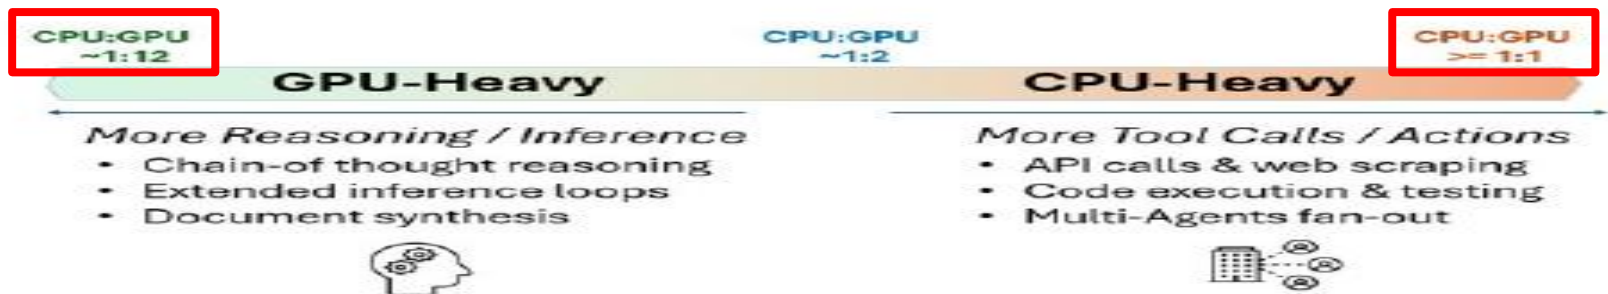 CPU:GPU
~1:12
CPU:GPU
~1:2
CPU:GPU
>= 1:1
GPU-Heavy
CPU-Heavy
More Reasoning / Inference
• Chain-of thought reasoning
• Extended inference loops
• Document synthesis
More Tool Calls / Actions
• API calls & web scraping
• Code execution & testing
• Multi-Agents fan-out